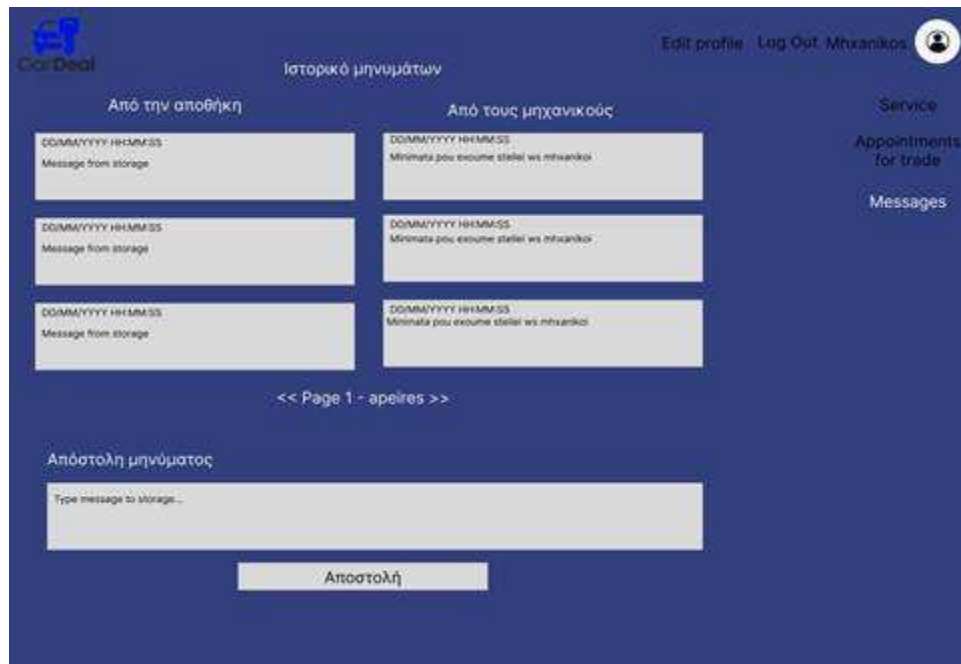 CarDeal
Edit profile Log Out Mhxanikos
Ιστορικό μηνυμάτων
Από την αποθήκη
Από τους μηχανικούς
Service
Appointments
for trade
Messages
DD/MM/YYYY HH:MM:SS
Message from storage
DD/MM/YYYY HH:MM:SS
Message from storage
DD/MM/YYYY HH:MM:SS
Message from storage
DD/MM/YYYY HH:MM:SS
Minimata pou exoume steilei ws mhxanikoi
DD/MM/YYYY HH:MM:SS
Minimata pou exoume steilei ws mhxanikoi
DD/MM/YYYY HH:MM:SS
Minimata pou exoume steilei ws mhxanikoi
<< Page 1 - apeires >>
Απόστολη μηνύματος
Type message to storage...
Αποστολή